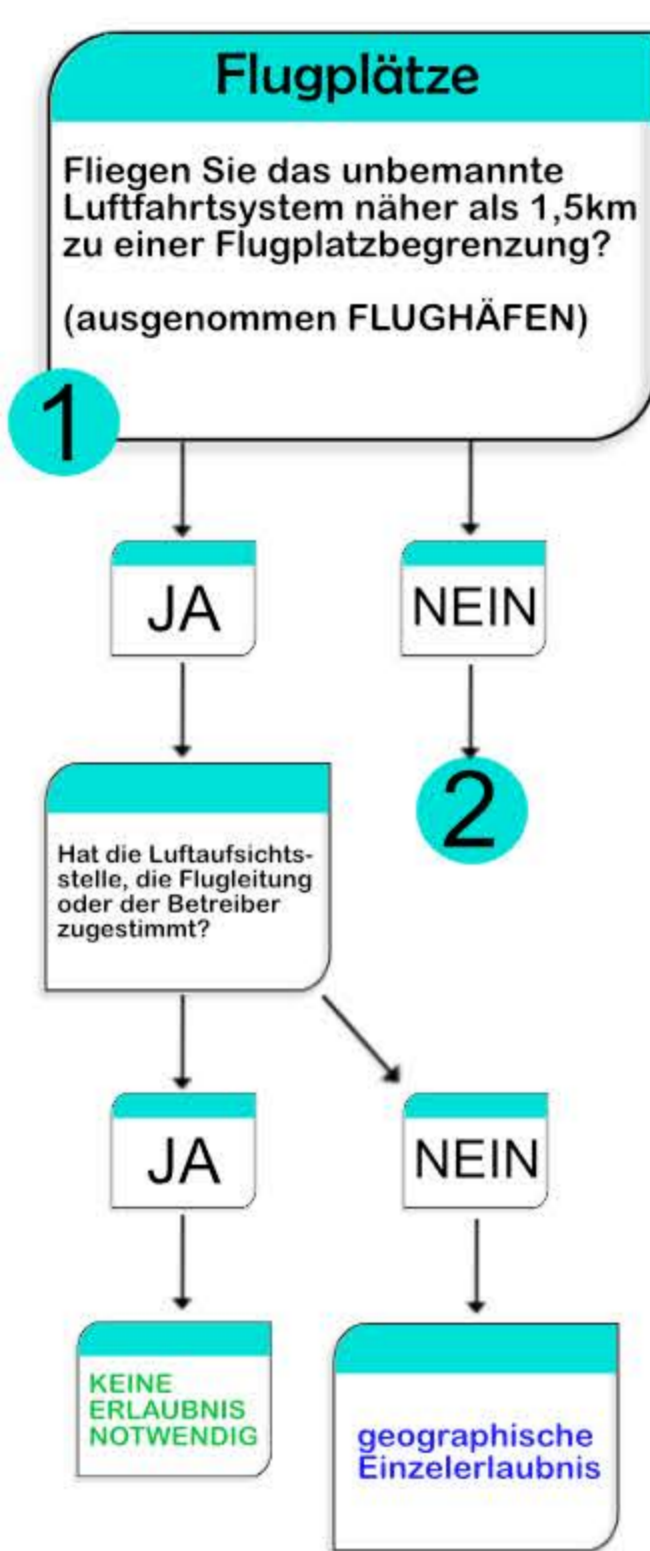 Flugplätze
Fliegen Sie das unbemannte
Luftfahrtsystem näher als 1,5km
zu einer Flugplatzbegrenzung?
(ausgenommen FLUGHÄFEN)
1
JA
NEIN
2
Hat die Luftaufsichts-
stelle, die Flugleitung
oder der Betreiber
zugestimmt?
JA
NEIN
KEINE
ERLAUBNIS
NOTWENDIG
geographische
Einzelerlaubnis